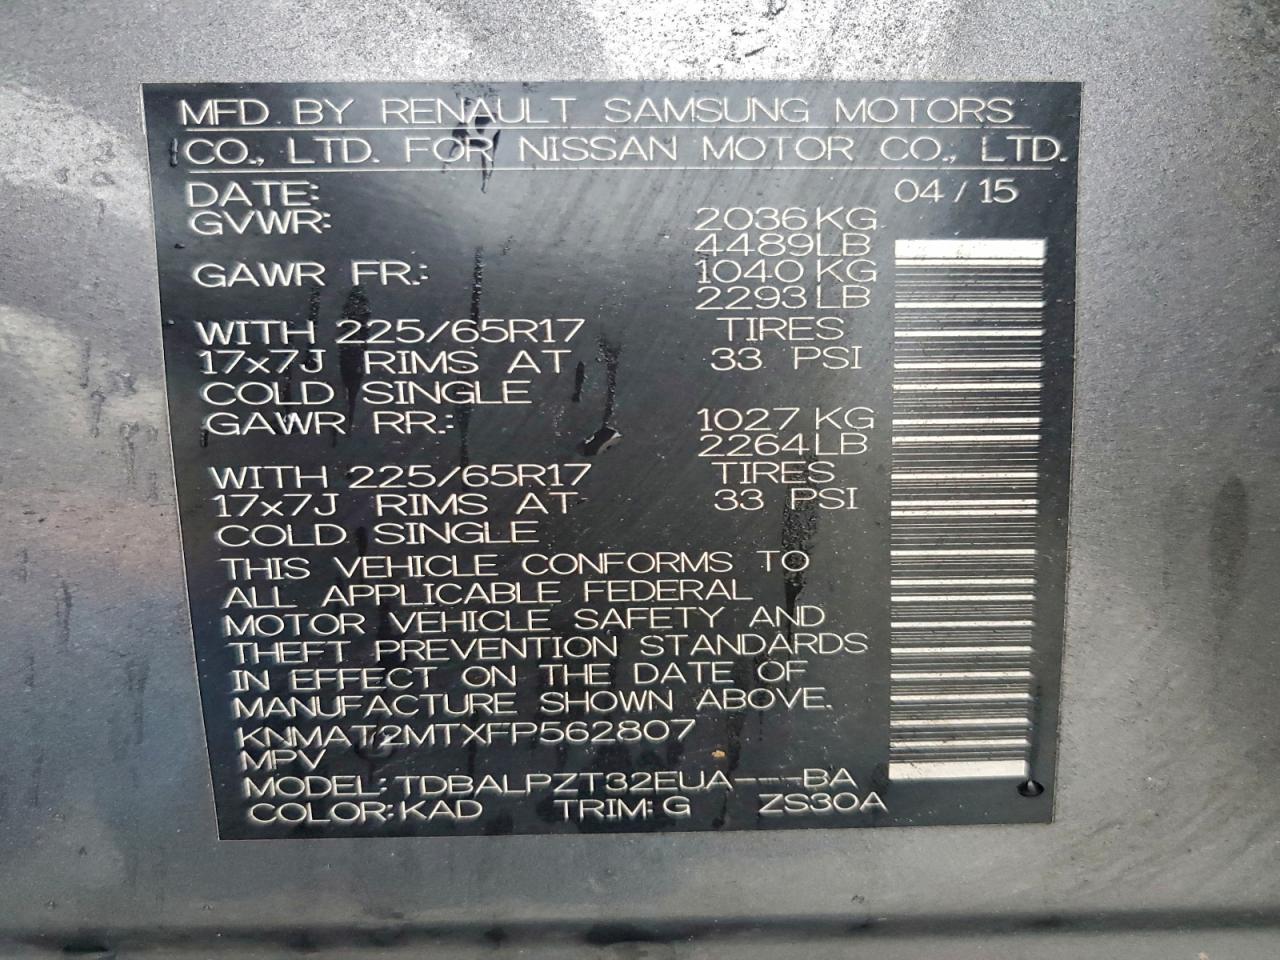 MFD BY RENAULT SAMSUNG MOTORS
CO., LTD. FOR NISSAN MOTOR CO., LTD.
DATE: 04 / 15
GVWR: 2036 KG
4489LB
GAWR FR.: 1040 KG
2293 LB
WITH 225/65R17 TIRES
17x7J RIMS AT 33 PSI
COLD SINGLE
GAWR RR.: 1027 KG
2264 LB
WITH 225/65R17 TIRES
17x7J RIMS AT 33 PSI
COLD SINGLE
THIS VEHICLE CONFORMS TO
ALL APPLICABLE FEDERAL
MOTOR VEHICLE SAFETY AND
THEFT PREVENTION STANDARDS
IN EFFECT ON THE DATE OF
MANUFACTURE SHOWN ABOVE.
KNMAT2MTXFP562807
MPV
MODEL: TDBALPZT32EUA---BA
COLOR: KAD TRIM: G ZS30A